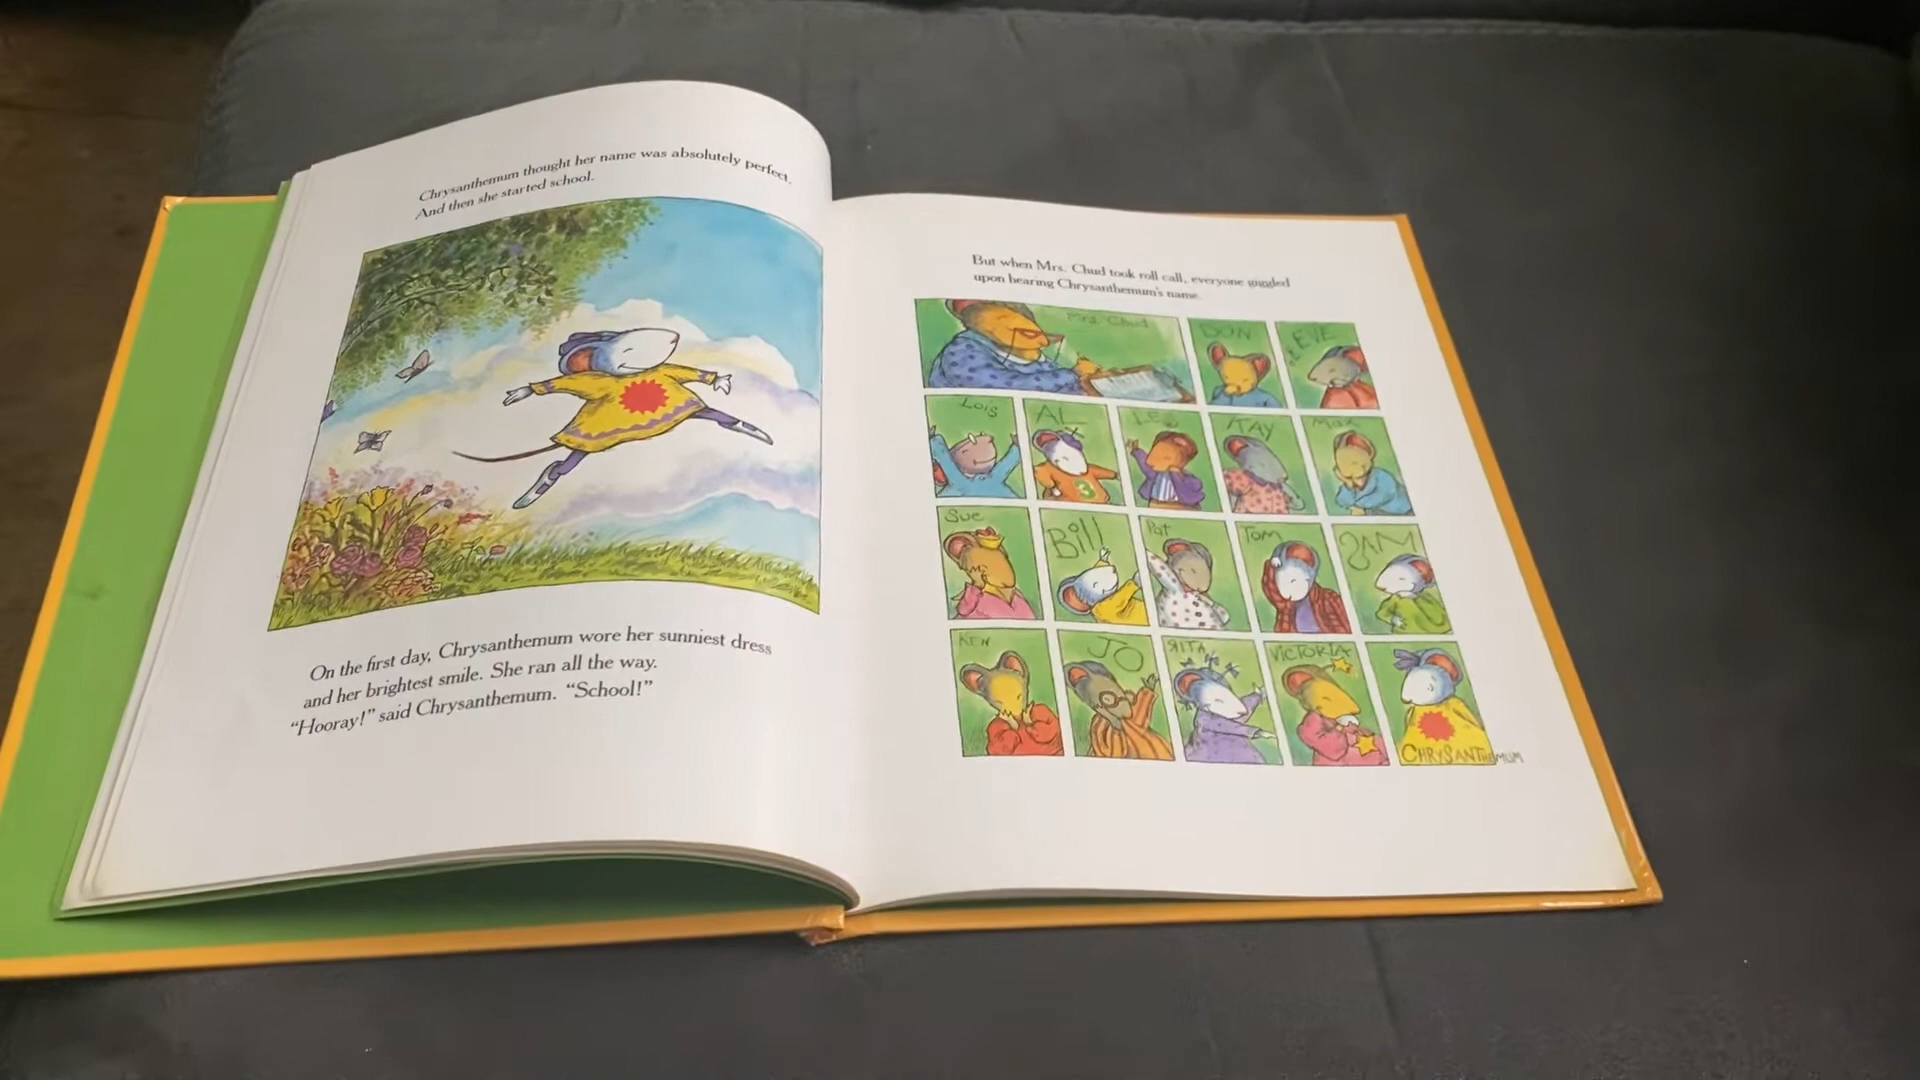 Chrysanthemum thought her name was absolutely perfect.
And then she started school.
On the first day, Chrysanthemum wore her sunniest dress
and her brightest smile. She ran all the way.
“Hooray!” said Chrysanthemum. “School!”
But when Mrs. Chud took roll call, everyone giggled
upon hearing Chrysanthemum's name.
Mrs. Chud
DON
EVE
Lois
AL
LEW
KAY
Max
3
Sue
Bill
Pat
Tom
SAM
KEN
JO
RITA
VICTORIA
CHRYSANTHEMUM